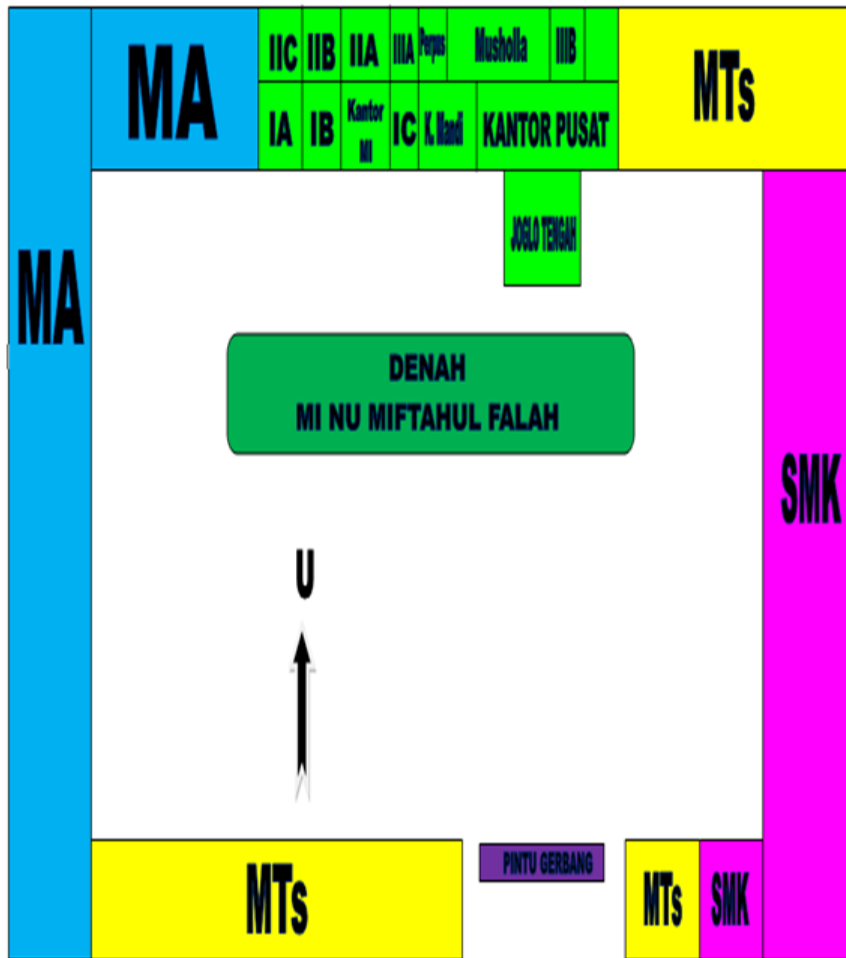 MA
IIC IIB IIA IIIA Perpus Musholla IIIB
MTs
IA IB Kantor MI IC K. Mandi KANTOR PUSAT
JOGLO TENGAH
MA
DENAH
MI NU MIFTAHUL FALAH
SMK
U
PINTU GERBANG
MTs
MTs
SMK